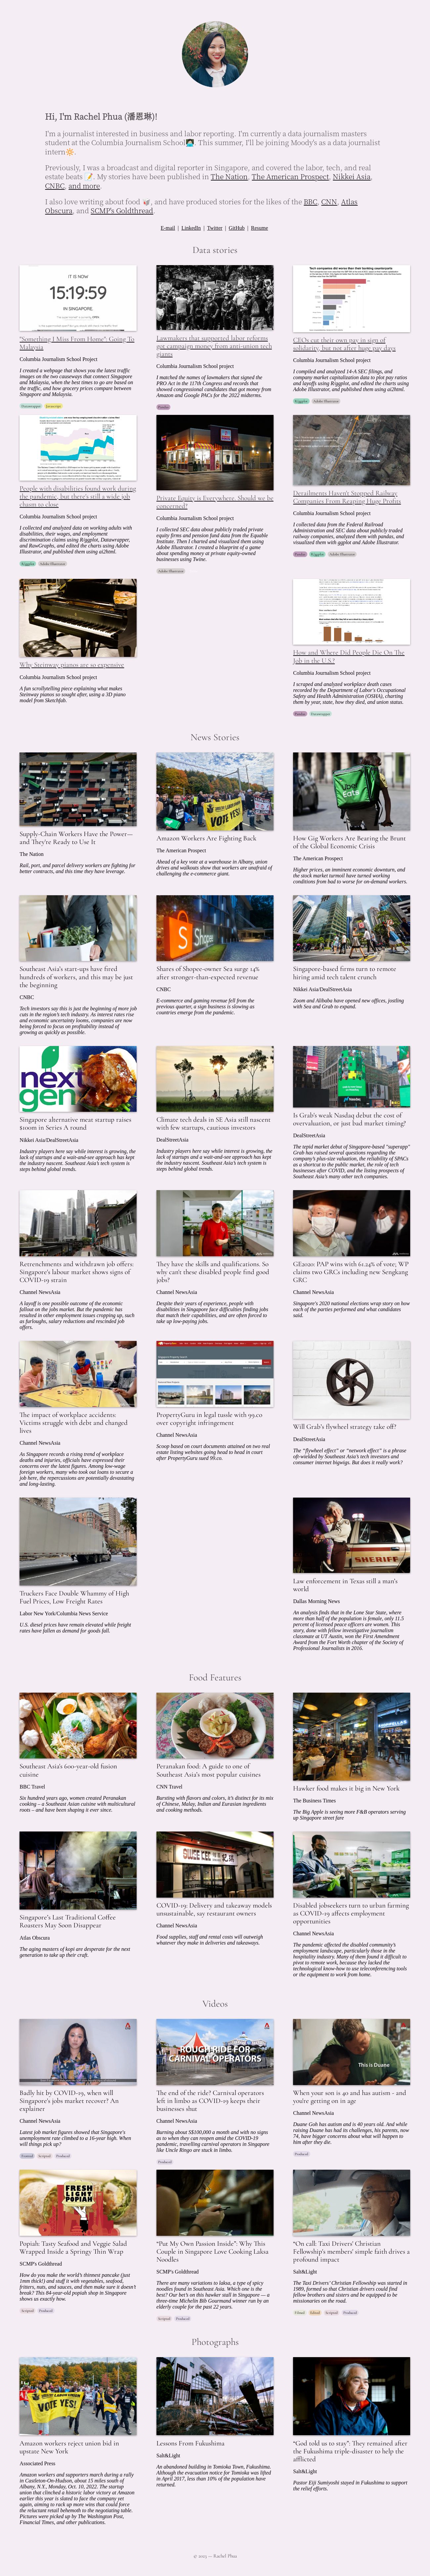 Hi, I'm Rachel Phua (潘恩琳)!
I'm a journalist interested in business and labor reporting. I'm currently a data journalism masters
student at the Columbia Journalism School👩🏻‍💻. This summer, I'll be joining Moody's as a data journalist
intern🔆.
Previously, I was a broadcast and digital reporter in Singapore, and covered the labor, tech, and real
estate beats 📝. My stories have been published in The Nation, The American Prospect, Nikkei Asia,
CNBC, and more.
I also love writing about food 🥡, and have produced stories for the likes of the BBC, CNN, Atlas
Obscura, and SCMP's Goldthread.
E-mail | LinkedIn | Twitter | GitHub | Resume
Data stories
IT IS NOW
15:19:59
IN SINGAPORE.
"Something I Miss From Home": Going To
Malaysia
Columbia Journalism School Project
I created a webpage that shows you the latest traffic
images on the two causeways that connect Singapore
and Malaysia, when the best time to go are based on
the traffic, and how grocery prices compare between
Singapore and Malaysia.
Datawrapper Javascript
Lawmakers that supported labor reforms
got campaign money from anti-union tech
giants
Columbia Journalism School project
I matched the names of lawmakers that signed the
PRO Act in the 117th Congress and records that
showed congressional candidates that got money from
Amazon and Google PACs for the 2022 midterms.
Pandas
CEOs cut their own pay in sign of
solidarity, but not after huge pay days
Columbia Journalism School project
I compiled and analyzed 14-A SEC filings, and
company market capitalization data to find pay ratios
and layoffs using R/ggplot, and edited the charts using
Adobe Illustrator, and published them using ai2html.
R/ggplot Adobe Illustrator
People with disabilities found work during
the pandemic, but there's still a wide job
chasm to close
Columbia Journalism School project
I collected and analyzed data on working adults with
disabilities, their wages, and employment
discrimination claims using R/ggplot, Datawrapper,
and RawGraphs. I edited the charts using Adobe
Illustrator, and published them using ai2html.
R/ggplot Adobe Illustrator
Private Equity is Everywhere. Should we be
concerned?
Columbia Journalism School project
I collected SEC data about publicly traded private
equity firms and pension fund data from the Equable
Institute. Then I charted and visualized them using
Adobe Illustrator. I created a blueprint of a game
about spending money at private equity-owned
businesses using Twine.
Adobe Illustrator
Derailments Haven't Stopped Railway
Companies From Reaping Huge Profits
Columbia Journalism School project
I collected data from the Federal Railroad
Administration and SEC data about publicly traded
railway companies, analyzed them with pandas, and
visualized them with ggplot and Adobe Illustrator.
Pandas R/ggplot Adobe Illustrator
Why Steinway pianos are so expensive
Columbia Journalism School project
A fun scrollytelling piece explaining what makes
Steinway pianos so sought after, using a 3D piano
model from Sketchfab.
How and Where Did People Die On The
Job in the U.S.?
Columbia Journalism School project
I scraped and analyzed workplace death cases
recorded by the Department of Labor's Occupational
Safety and Health Administration (OSHA), charting
them by year, state, how they died, and union status.
Pandas Datawrapper
News Stories
Supply-Chain Workers Have the Power—
and They're Ready to Use It
The Nation
Rail, port, and parcel delivery workers are fighting for
better contracts, and this time they have leverage.
VOTE YES!
Amazon Workers Are Fighting Back
The American Prospect
Ahead of a key vote at a warehouse in Albany, union
drives and walkouts show that workers are unafraid of
challenging the e-commerce giant.
Uber
Eats
How Gig Workers Are Bearing the Brunt
of the Global Economic Crisis
The American Prospect
Higher prices, an imminent economic downturn, and
the stock market turmoil have turned working
conditions from bad to worse for on-demand workers.
Southeast Asia's start-ups have fired
hundreds of workers, and this may be just
the beginning
CNBC
Tech investors say this is just the beginning of more job
cuts in the region's tech industry. As interest rates rise
and economic uncertainty looms, companies are now
being forced to focus on profitability instead of
growing as quickly as possible.
Shopee
Shares of Shopee-owner Sea surge 14%
after stronger-than-expected revenue
CNBC
E-commerce and gaming revenue fell from the
previous quarter, a sign business is slowing as
countries emerge from the pandemic.
Singapore-based firms turn to remote
hiring amid tech talent crunch
Nikkei Asia/DealStreetAsia
Zoom and Alibaba have opened new offices, jostling
with Sea and Grab to expand.
next
gen
Singapore alternative meat startup raises
$100m in Series A round
Nikkei Asia/DealStreetAsia
Industry players here say while interest is growing, the
lack of startups and a wait-and-see approach has kept
the industry nascent. Southeast Asia's tech system is
steps behind global trends.
Climate tech deals in SE Asia still nascent
with few startups, cautious investors
DealStreetAsia
Industry players here say while interest is growing, the
lack of startups and a wait-and-see approach has kept
the industry nascent. Southeast Asia's tech system is
steps behind global trends.
Is Grab's weak Nasdaq debut the cost of
overvaluation, or just bad market timing?
DealStreetAsia
The tepid market debut of Singapore-based "superapp"
Grab has raised several questions regarding the
company's plus-size valuation, the reliability of SPACs
as a shortcut to the public market, the role of tech
businesses after COVID, and the listing prospects of
Southeast Asia's many other tech companies.
Retrenchments and withdrawn job offers:
Singapore's labour market shows signs of
COVID-19 strain
Channel NewsAsia
A layoff is one possible outcome of the economic
fallout on the job market. But the pandemic has
resulted in other employment issues cropping up, such
as furloughs, salary reductions and rescinded job
offers.
They have the skills and qualifications. So
why can't these disabled people find good
jobs?
Channel NewsAsia
Despite their years of experience, people with
disabilities in Singapore face difficulties finding jobs
that match their capabilities, and are often forced to
take up low-paying jobs.
GE2020: PAP wins with 61.24% of vote; WP
claims two GRCs including new Sengkang
GRC
Channel NewsAsia
Singapore's 2020 national elections wrap story on how
each of the parties performed and what candidates
said.
The impact of workplace accidents:
Victims struggle with debt and changed
lives
Channel NewsAsia
As Singapore records a rising trend of workplace
deaths and injuries, officials have expressed their
concerns over the latest figures. Among low-wage
foreign workers, many who took out loans to secure a
job here, the repercussions are potentially devastating
and long-lasting.
PropertyGuru in legal tussle with 99.co
over copyright infringement
Channel NewsAsia
Scoop based on court documents attained on two real
estate listing websites going head to head in court
after PropertyGuru sued 99.co.
Will Grab's flywheel strategy take off?
DealStreetAsia
The "flywheel effect" or "network effect" is a phrase
oft-wielded by Southeast Asia's tech investors and
consumer internet bigwigs. But does it really work?
Truckers Face Double Whammy of High
Fuel Prices, Low Freight Rates
Labor New York/Columbia News Service
U.S. diesel prices have remain elevated while freight
rates have fallen as demand for goods fall.
SHERIFF
Law enforcement in Texas still a man's
world
Dallas Morning News
An analysis finds that in the Lone Star State, where
more than half of the population is female, only 11.5
percent of licensed peace officers are women. This
story, done with fellow investigative journalism
classmate at UT Austin, won the First Amendment
Award from the Fort Worth chapter of the Society of
Professional Journalists in 2016.
Food Features
Southeast Asia's 600-year-old fusion
cuisine
BBC Travel
Six hundred years ago, women created Peranakan
cooking – a Southeast Asian cuisine with multicultural
roots – and have been shaping it ever since.
Peranakan food: A guide to one of
Southeast Asia's most popular cuisines
CNN Travel
Bursting with flavors and colors, it's distinct for its mix
of Chinese, Malay, Indian and Eurasian ingredients
and cooking methods.
Hawker food makes it big in New York
The Business Times
The Big Apple is seeing more F&B operators serving
up Singapore street fare
Singapore's Last Traditional Coffee
Roasters May Soon Disappear
Atlas Obscura
The aging masters of kopi are desperate for the next
generation to take up their craft.
COVID-19: Delivery and takeaway models
unsustainable, say restaurant owners
Channel NewsAsia
Food supplies, staff and rental costs will outweigh
whatever they make in deliveries and takeaways.
Disabled jobseekers turn to urban farming
as COVID-19 affects employment
opportunities
Channel NewsAsia
The pandemic affected the disabled community's
employment landscape, particularly those in the
hospitality industry. Many of them found it difficult to
pivot to remote work, because they lacked the
technological know-how to use teleconferencing tools
or the equipment to work from home.
Videos
Badly hit by COVID-19, when will
Singapore's jobs market recover? An
explainer
Channel NewsAsia
Latest job market figures showed that Singapore's
unemployment rate climbed to a 16-year high. When
will things pick up?
Hosted Scripted Produced
ROUGH RIDE FOR
CARNIVAL OPERATORS
The end of the ride? Carnival operators
left in limbo as COVID-19 keeps their
businesses shut
Channel NewsAsia
Burning about S$100,000 a month and with no signs
as to when they can reopen amid the COVID-19
pandemic, travelling carnival operators in Singapore
like Uncle Ringo are stuck in limbo.
Produced
This is Duane
When your son is 40 and has autism - and
you're getting on in age
Channel NewsAsia
Duane Goh has autism and is 40 years old. And while
raising Duane has had its challenges, his parents, now
74, have bigger concerns about what will happen to
him after they die.
Produced
FRESH
LIGHT
POPIAH
Popiah: Tasty Seafood and Veggie Salad
Wrapped Inside a Springy Thin Wrap
SCMP's Goldthread
How do you make the world's thinnest pancake (just
1mm thick!) and stuff it with vegetables, seafood,
fritters, nuts, and sauces, and then make sure it doesn't
break? This 84-year-old popiah shop in Singapore
shows us exactly how.
Scripted Produced
"Put My Own Passion Inside": Why This
Couple in Singapore Love Cooking Laksa
Noodles
SCMP's Goldthread
There are many variations to laksa, a type of spicy
noodles found in Southeast Asia. Which one is the
best? Our bet's on this hawker stall in Singapore — a
three-time Michelin Bib Gourmand winner run by an
elderly couple for the past 22 years.
Scripted Produced
"On call: Taxi Drivers' Christian
Fellowship's members' simple faith drives a
profound impact
Salt&Light
The Taxi Drivers' Christian Fellowship was started in
1989, formed so that Christian drivers could find
fellow brothers and sisters and be equipped to be
missionaries on the road.
Filmed Edited Scripted Produced
Photographs
VOTE YES!
Amazon workers reject union bid in
upstate New York
Associated Press
Amazon workers and supporters march during a rally
in Castleton-On-Hudson, about 15 miles south of
Albany, N.Y., Monday, Oct. 10, 2022. The startup
union that clinched a historic labor victory at Amazon
earlier this year is slated to face the company yet
again, aiming to rack up more wins that could force
the reluctant retail behemoth to the negotiating table.
Pictures were picked up by The Washington Post,
Financial Times, and other publications.
Lessons From Fukushima
Salt&Light
An abandoned building in Tomioka Town, Fukushima.
Although the evacuation notice for Tomioka was lifted
in April 2017, less than 10% of the population have
returned.
"God told us to stay": They remained after
the Fukushima triple-disaster to help the
afflicted
Salt&Light
Pastor Eiji Sumiyoshi stayed in Fukushima to support
the relief efforts.
© 2023 — Rachel Phua